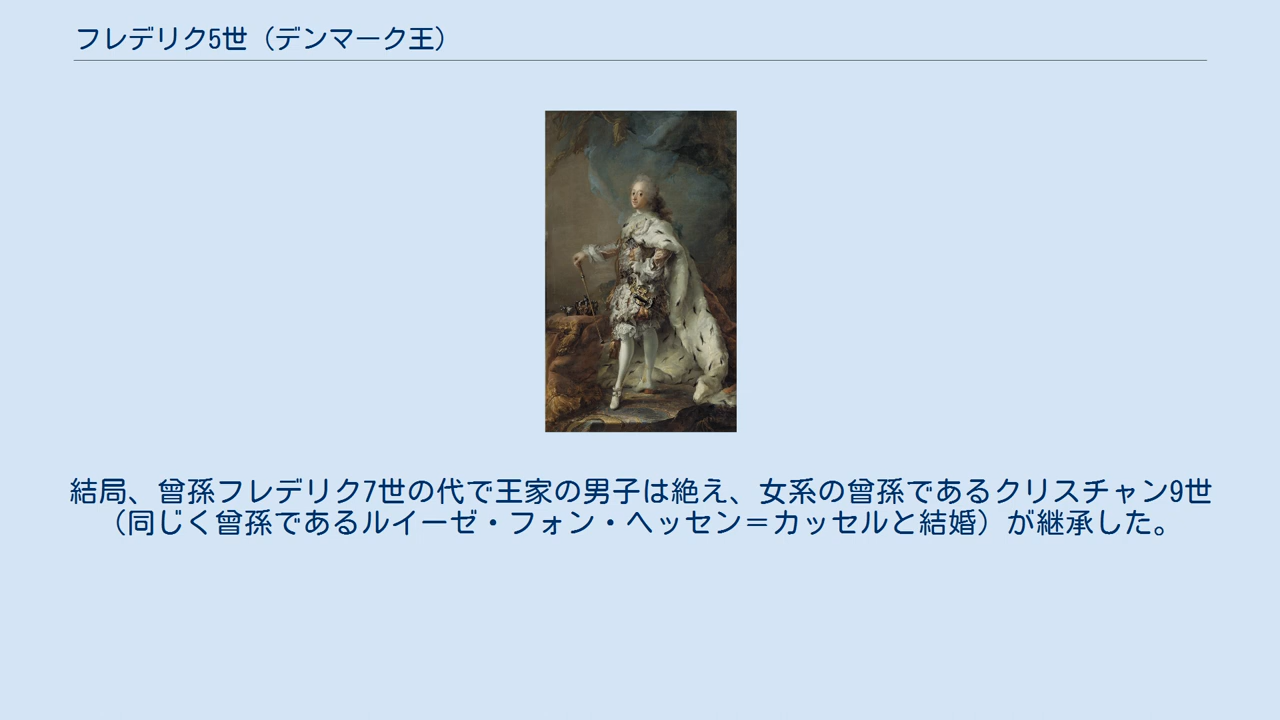 フレデリク5世（デンマーク王）
結局、曾孫フレデリク7世の代で王家の男子は絶え、女系の曾孫であるクリスチャン9世
（同じく曾孫であるルイーゼ・フォン・ヘッセン＝カッセルと結婚）が継承した。